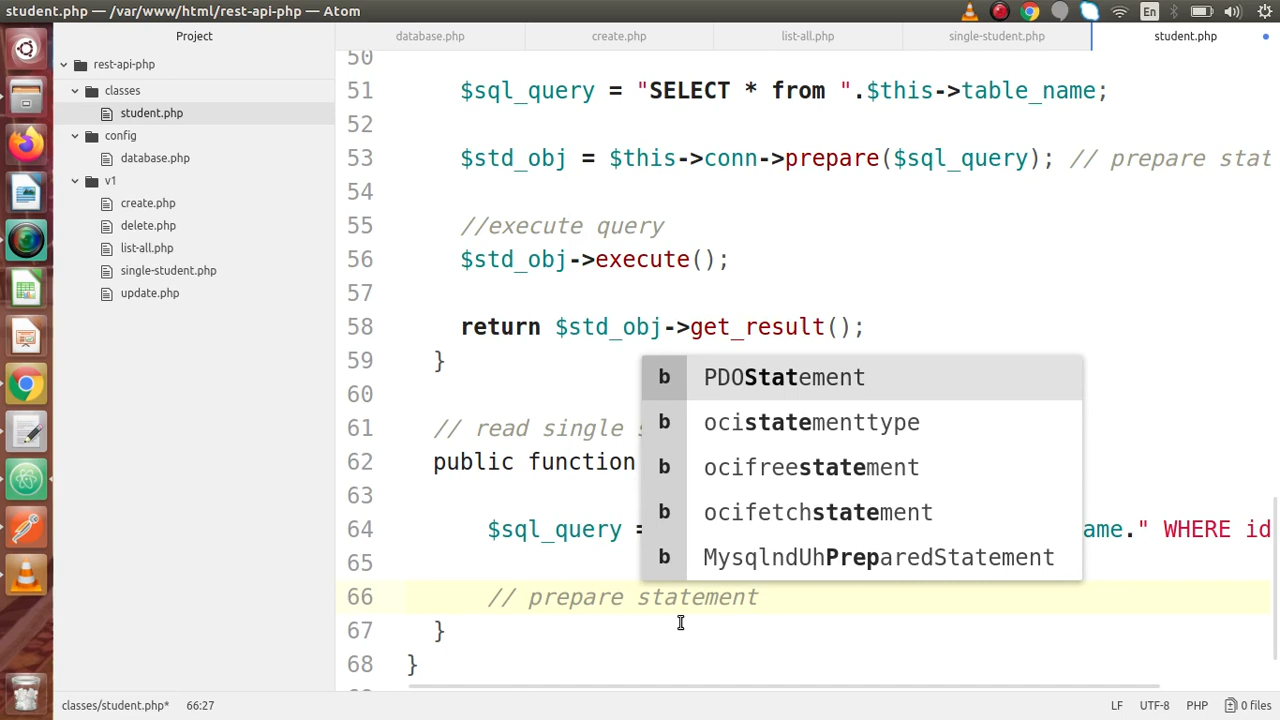 student.php — /var/www/html/rest-api-php — Atom
En
Project
database.php
create.php
list-all.php
single-student.php
student.php
rest-api-php
classes
student.php
config
database.php
v1
create.php
delete.php
list-all.php
single-student.php
update.php
50
51 $sql_query = "SELECT * from ".$this->table_name;
52
53 $std_obj = $this->conn->prepare($sql_query); // prepare stat
54
55 //execute query
56 $std_obj->execute();
57
58 return $std_obj->get_result();
59 }
60
61 // read single s
62 public function
63
64 $sql_query = ame." WHERE id
65
66 // prepare statement
67 }
68 }
b PDOStatement
b ocistatementtype
b ocifreestatement
b ocifetchstatement
b MysqlndUhPreparedStatement
classes/student.php* 66:27
LF UTF-8 PHP 0 files